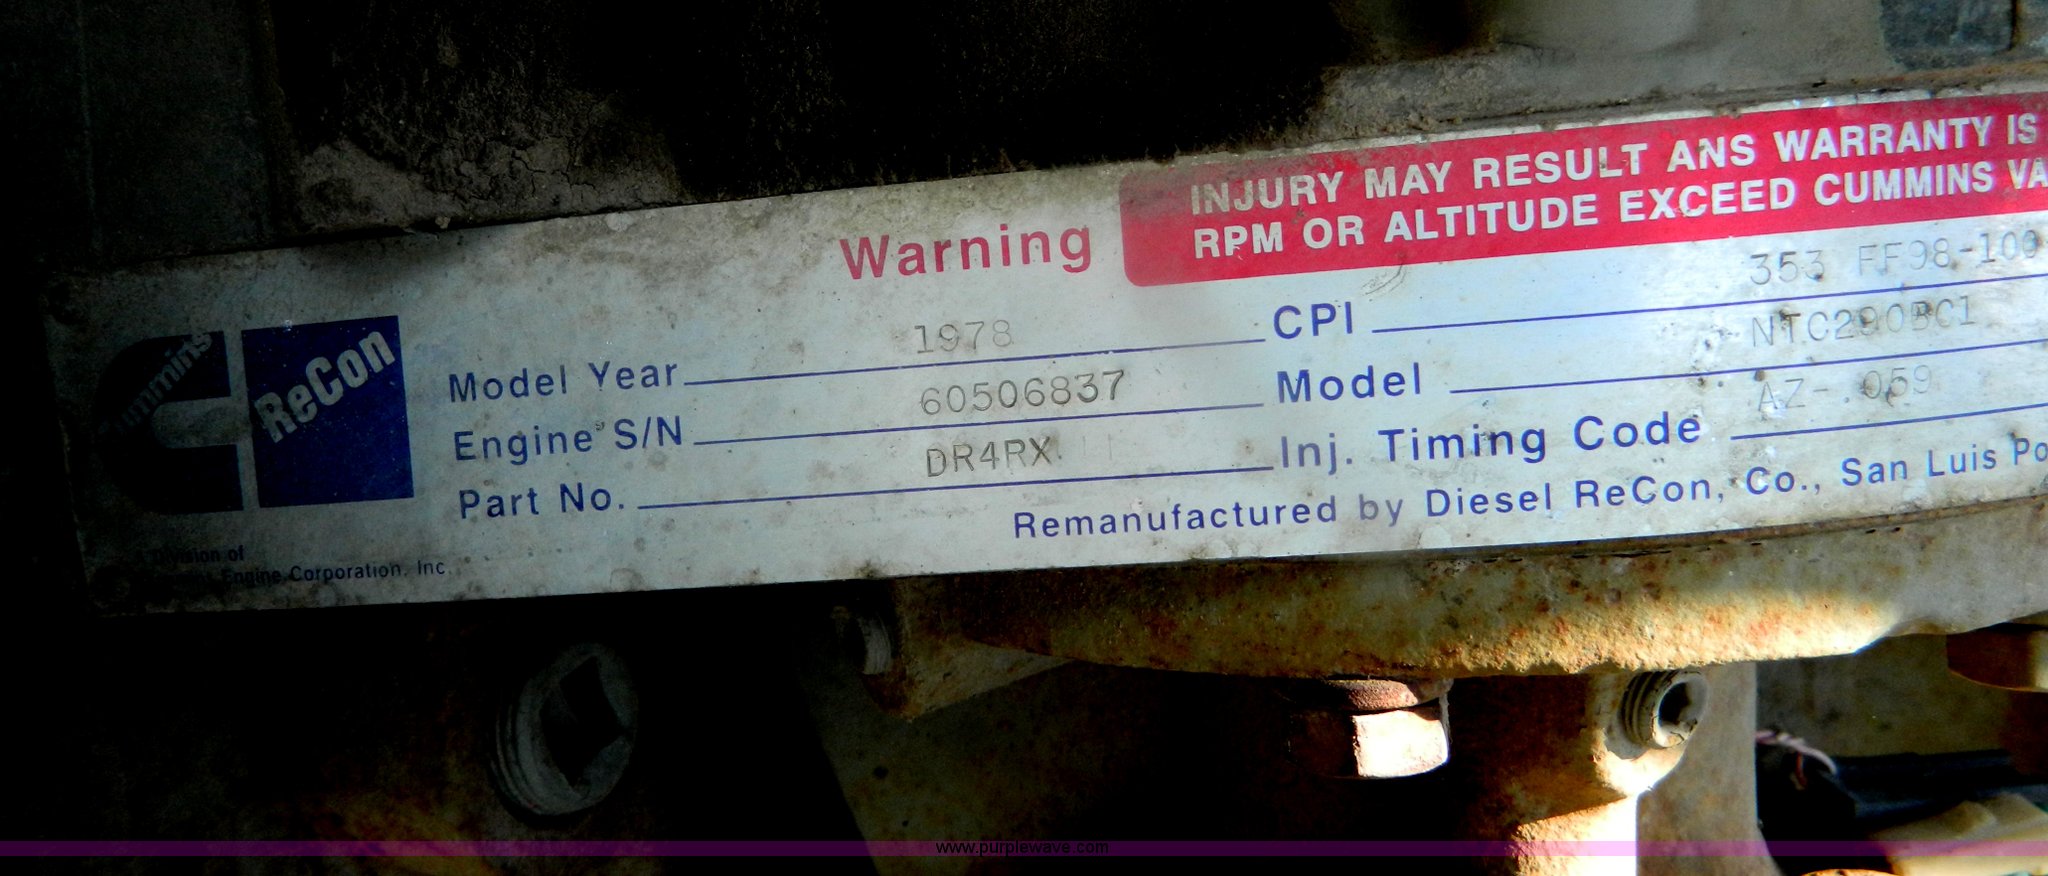 INJURY MAY RESULT ANS WARRANTY IS
RPM OR ALTITUDE EXCEED CUMMINS VA
Warning
Cummins ReCon
Model Year 1978 CPI 353 FF98-100
Engine S/N 60506837 Model NTC290BC1
Part No. DR4RX Inj. Timing Code AZ-.059
Remanufactured by Diesel ReCon, Co., San Luis Po
Division of
Engine Corporation, Inc.
www.purplewave.com